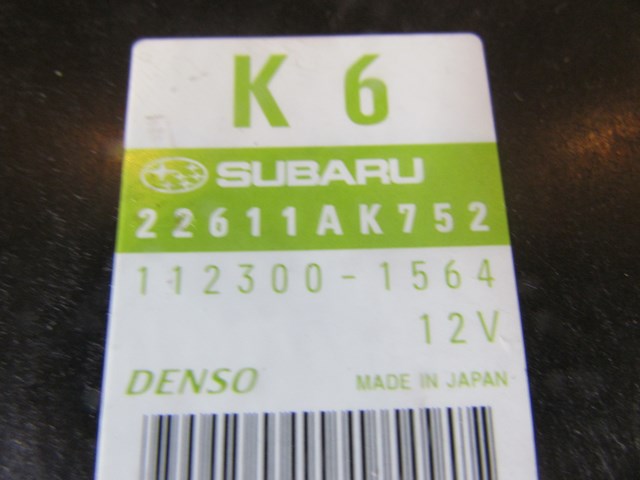 K 6
SUBARU
22611AK752
112300-1564
12V
DENSO MADE IN JAPAN